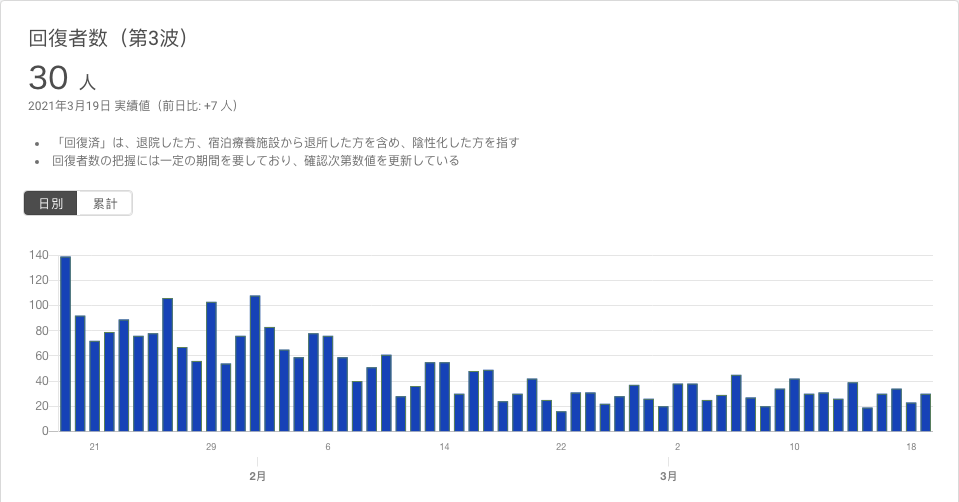 回復者数（第3波）
30 人
2021年3月19日 実績値（前日比: +7 人）
• 「回復済」は、退院した方、宿泊療養施設から退所した方を含め、陰性化した方を指す
• 回復者数の把握には一定の期間を要しており、確認次第数値を更新している
日別 累計
140
120
100
80
60
40
20
0
21 29 6 14 22 2 10 18
2月 3月